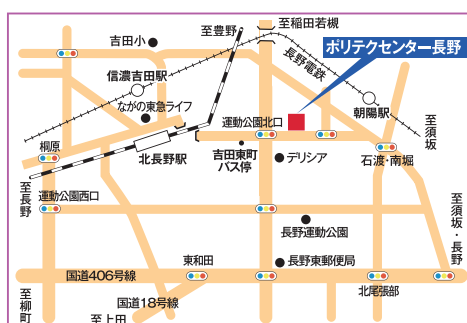 至豊野
至稲田若槻
吉田小
ポリテクセンター長野
長野電鉄
信濃吉田駅
ながの東急ライフ
朝陽駅
至須坂
運動公園北口
桐原
北長野駅
吉田東町
バス停
デリシア
石渡・南堀
至長野
運動公園西口
至須坂・長野
長野運動公園
東和田
長野東郵便局
国道406号線
北尾張部
至柳町
国道18号線
至上田